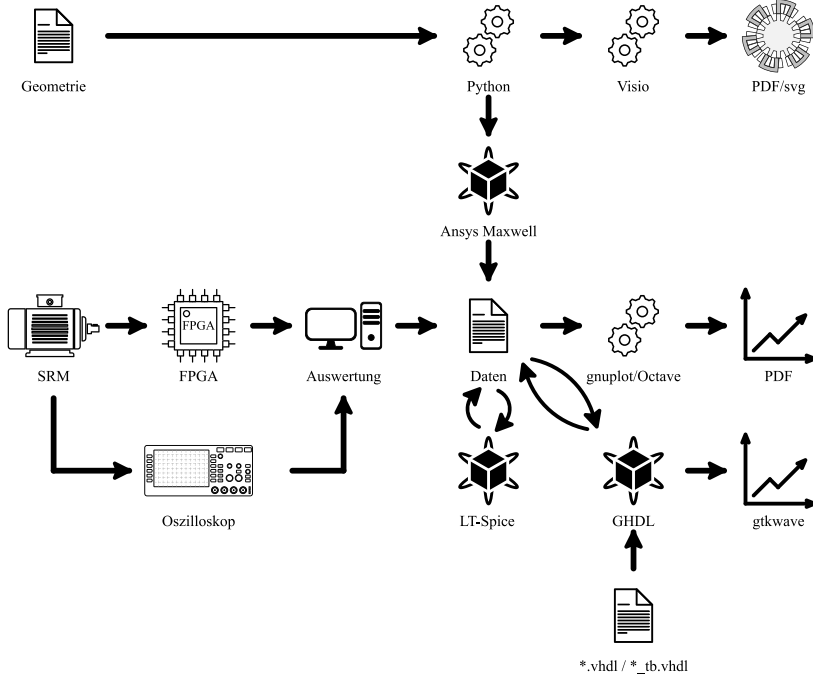 Geometrie
Python
Visio
PDF/svg
Ansys Maxwell
FPGA
SRM
FPGA
Auswertung
Daten
gnuplot/Octave
PDF
Oszilloskop
LT-Spice
GHDL
gtkwave
*.vhdl / *_tb.vhdl